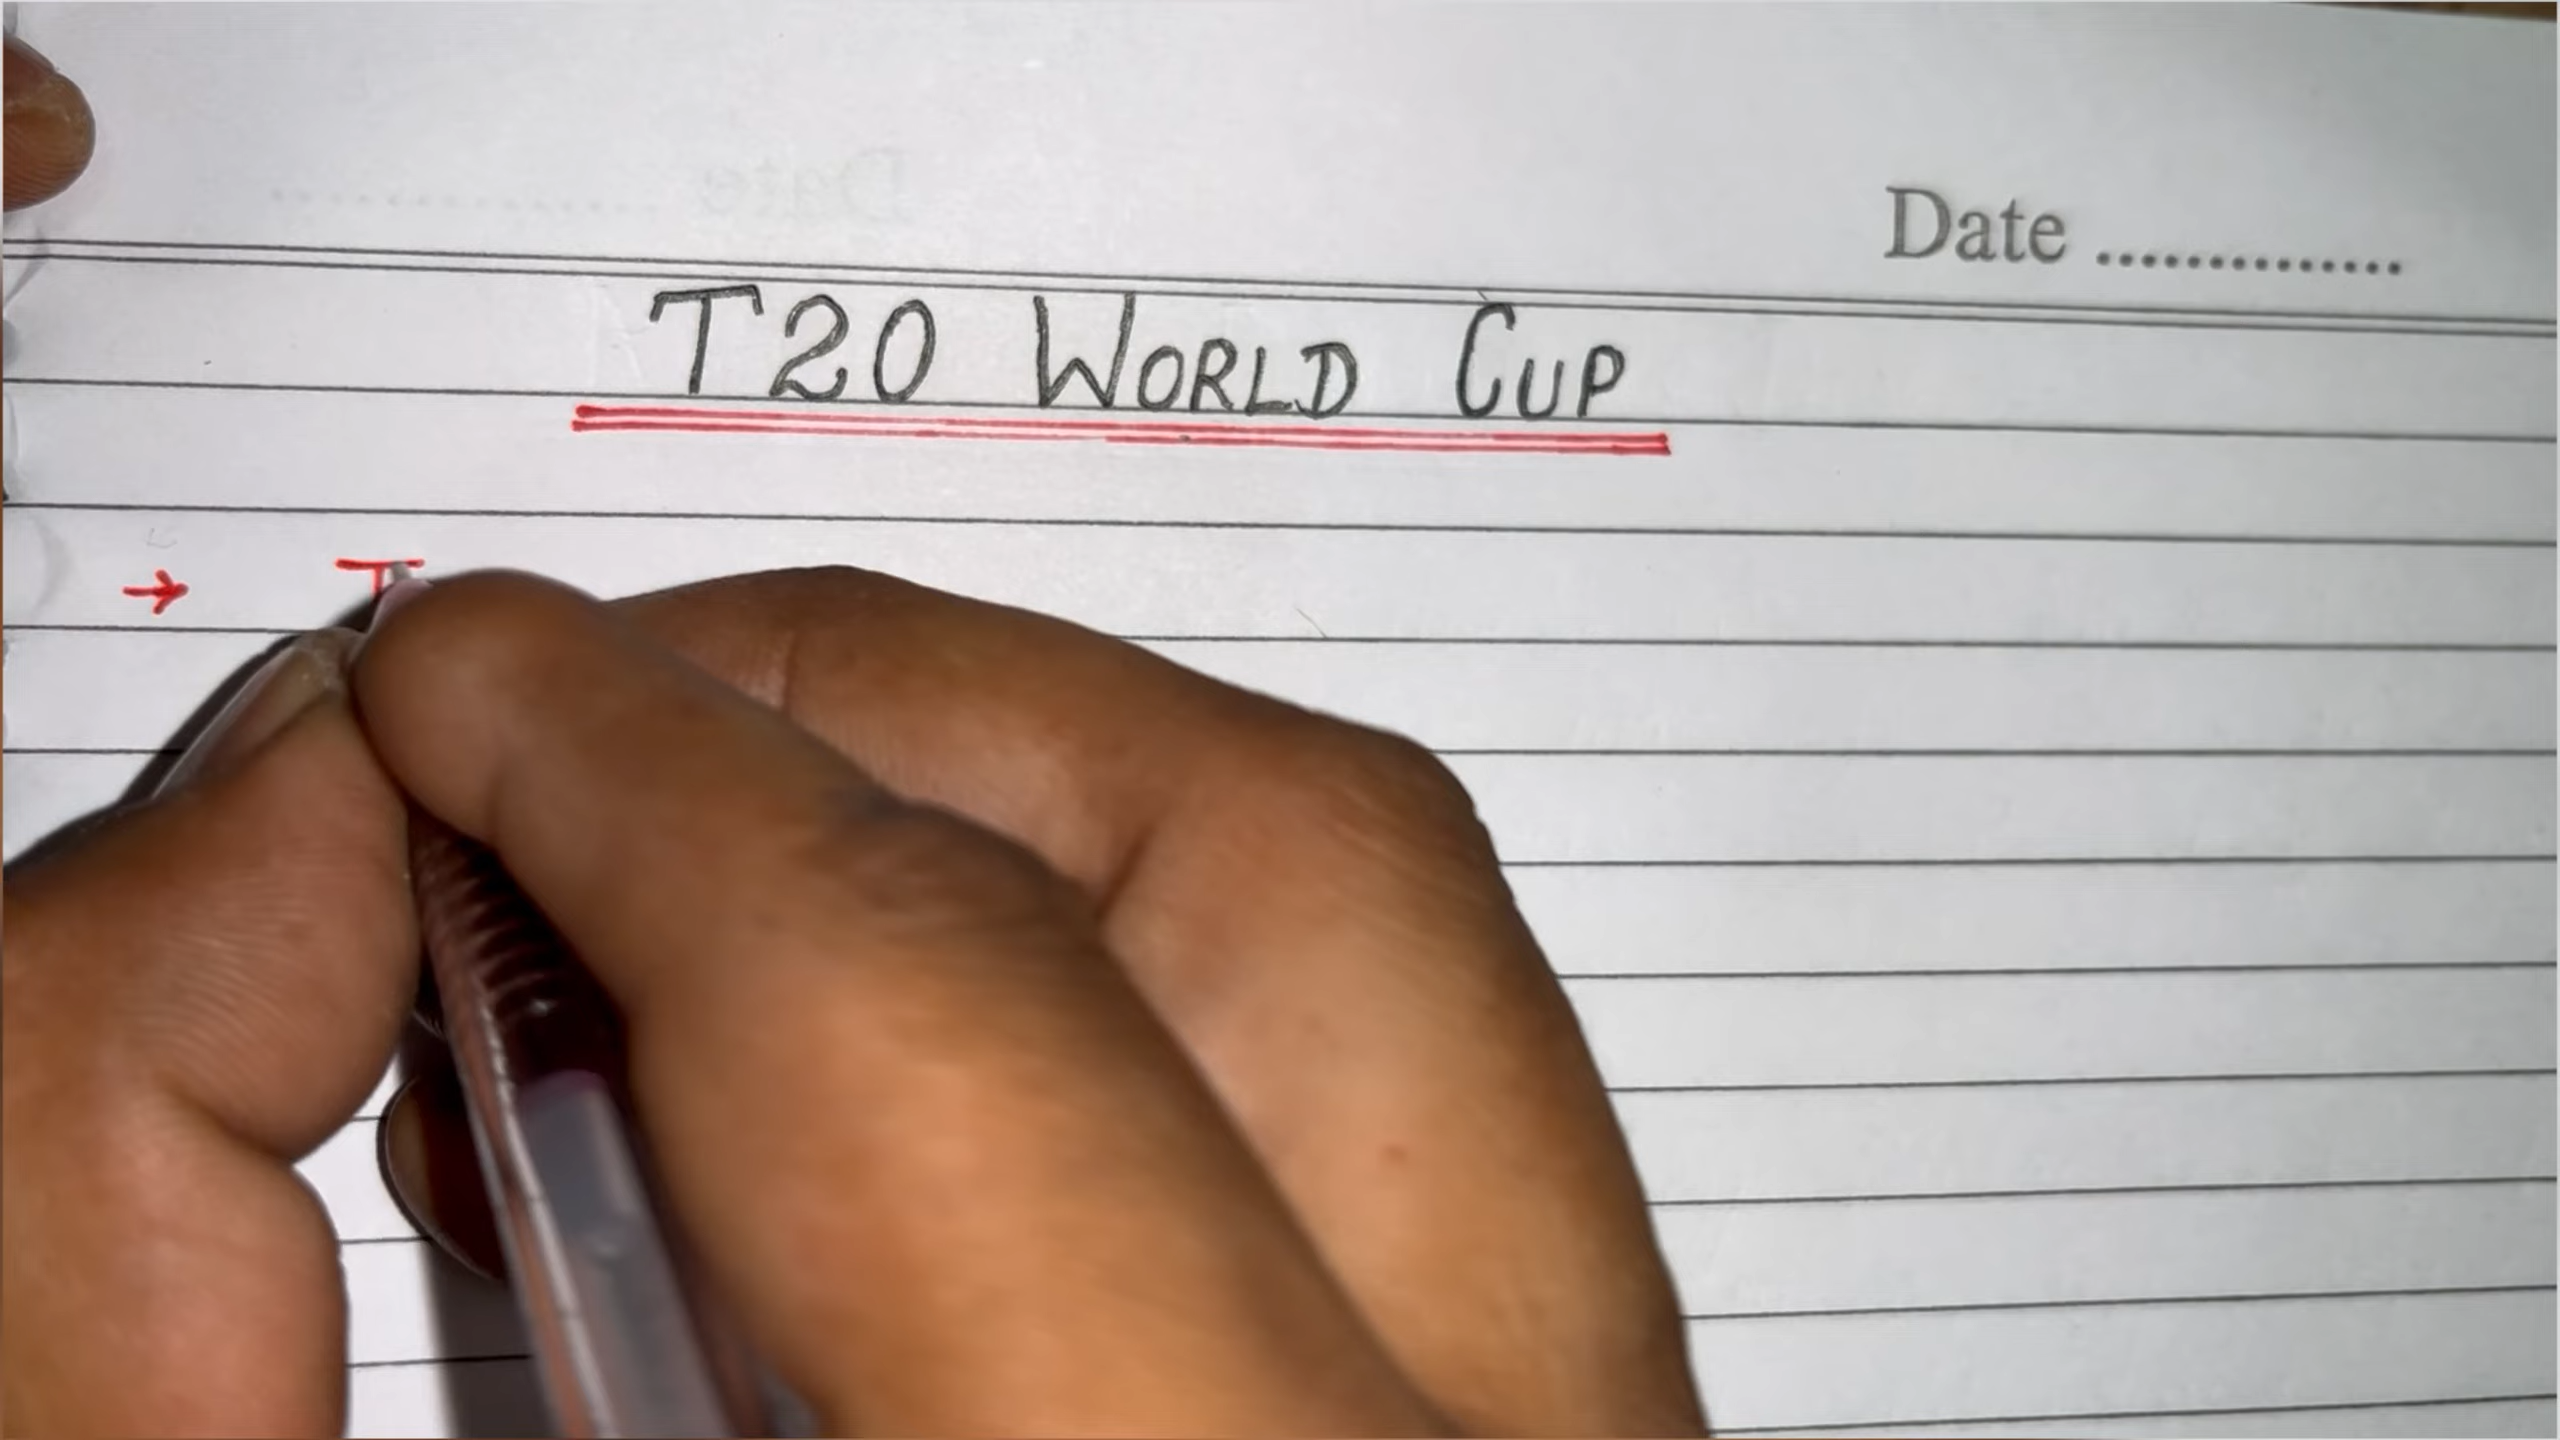 Date ..............
T20 WORLD CUP
→ T